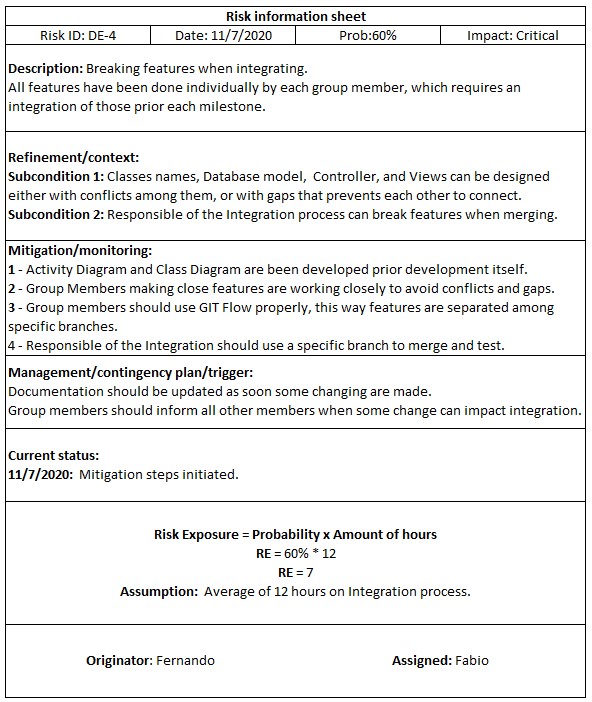 Risk information sheet
Risk ID: DE-4 Date: 11/7/2020 Prob:60% Impact: Critical
Description: Breaking features when integrating.
All features have been done individually by each group member, which requires an
integration of those prior each milestone.
Refinement/context:
Subcondition 1: Classes names, Database model, Controller, and Views can be designed
either with conflicts among them, or with gaps that prevents each other to connect.
Subcondition 2: Responsible of the Integration process can break features when merging.
Mitigation/monitoring:
1 - Activity Diagram and Class Diagram are been developed prior development itself.
2 - Group Members making close features are working closely to avoid conflicts and gaps.
3 - Group members should use GIT Flow properly, this way features are separated among
specific branches.
4 - Responsible of the Integration should use a specific branch to merge and test.
Management/contingency plan/trigger:
Documentation should be updated as soon some changing are made.
Group members should inform all other members when some change can impact integration.
Current status:
11/7/2020: Mitigation steps initiated.
Risk Exposure = Probability x Amount of hours
RE = 60% * 12
RE = 7
Assumption: Average of 12 hours on Integration process.
Originator: Fernando Assigned: Fabio